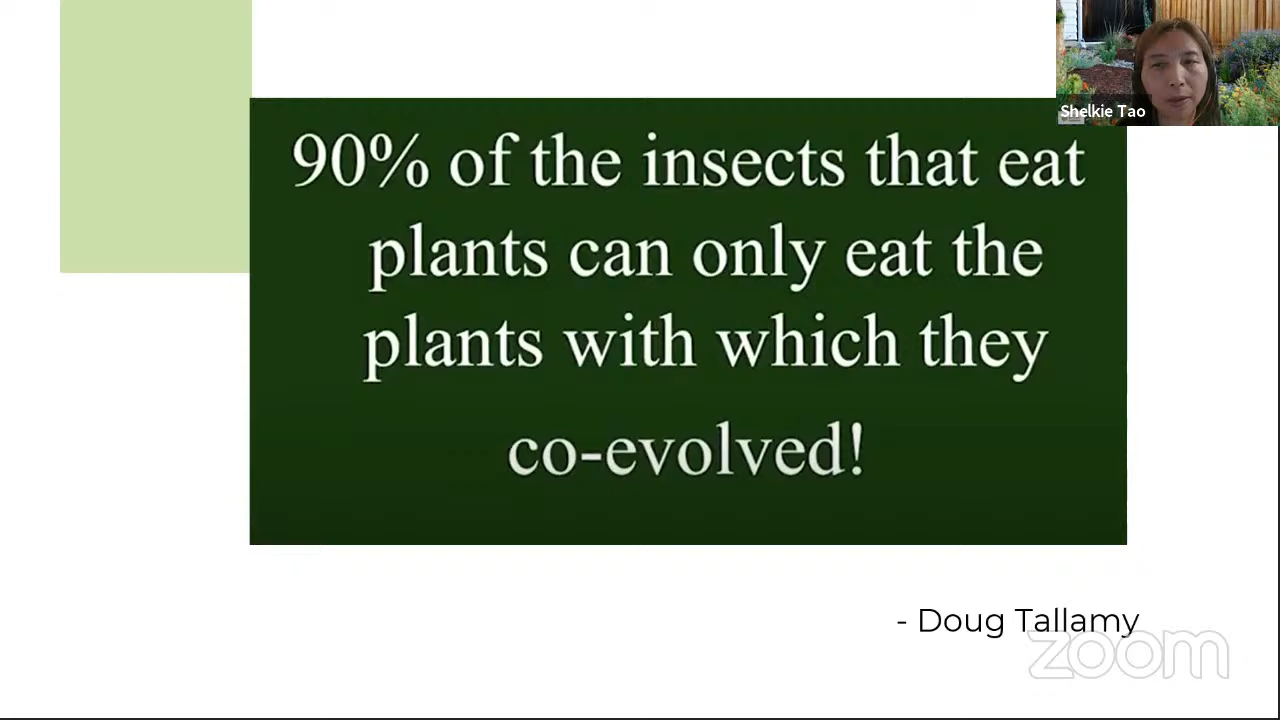 Shelkie Tao
90% of the insects that eat
plants can only eat the
plants with which they
co-evolved!
- Doug Tallamy
zoom